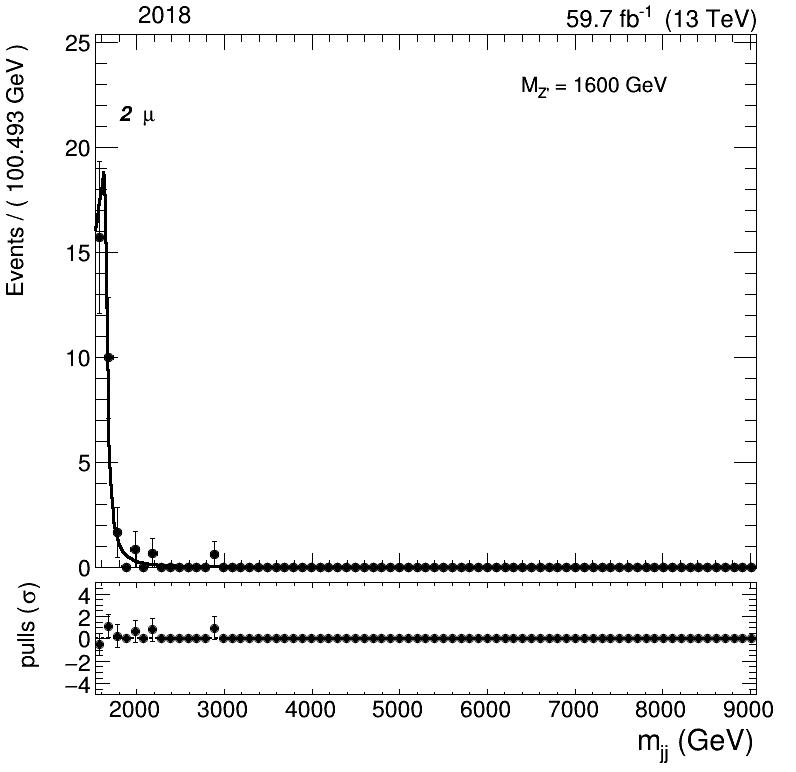 2018 59.7 fb⁻¹ (13 TeV)
M_Z' = 1600 GeV
2 μ
Events / ( 100.493 GeV )
25
20
15
10
5
0
pulls (σ)
4
2
0
−2
−4
2000 3000 4000 5000 6000 7000 8000 9000
m_jj (GeV)